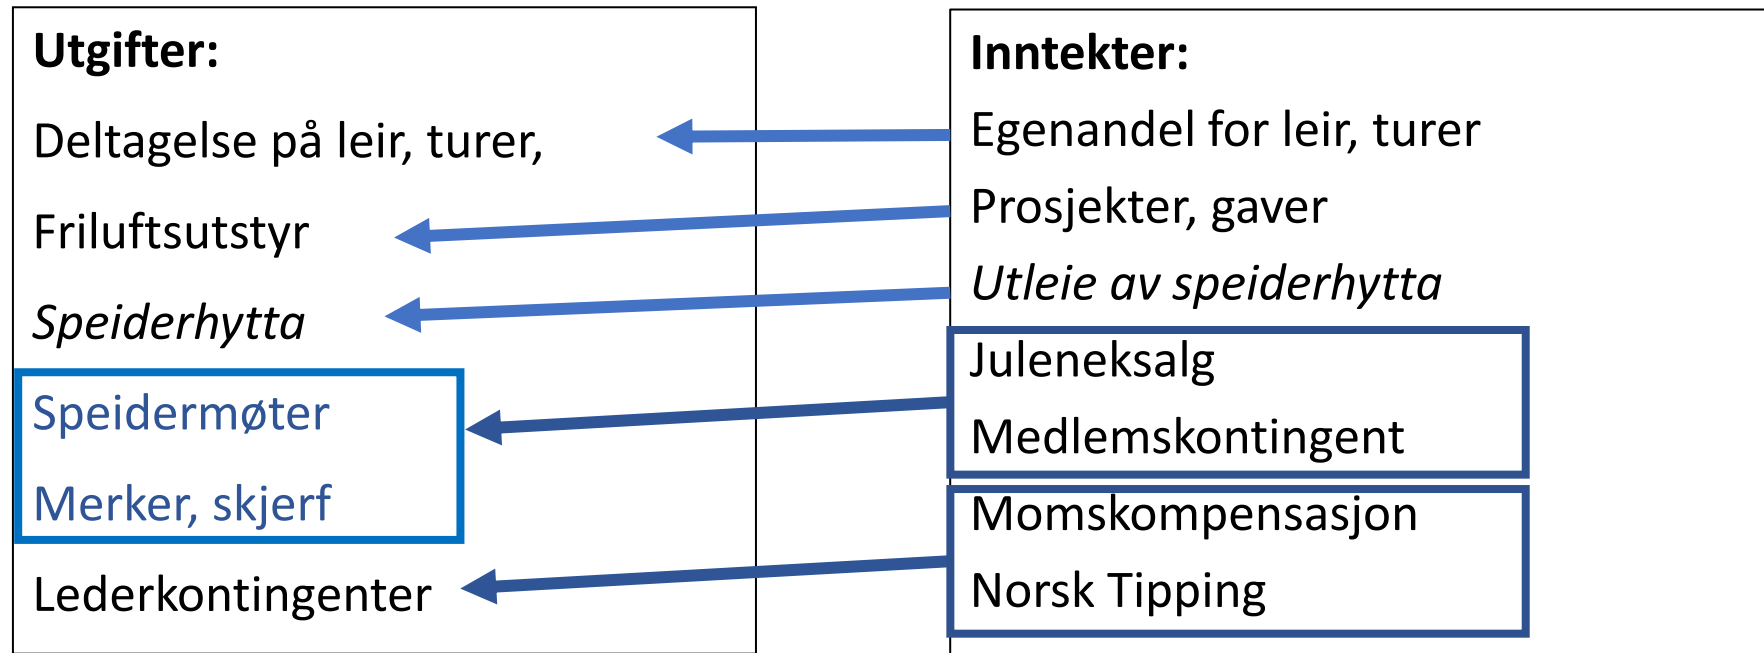 Utgifter:
Deltagelse på leir, turer,
Friluftsutstyr
Speiderhytta
Speidermøter
Merker, skjerf
Lederkontingenter
Inntekter:
Egenandel for leir, turer
Prosjekter, gaver
Utleie av speiderhytta
Juleneksalg
Medlemskontingent
Momskompensasjon
Norsk Tipping